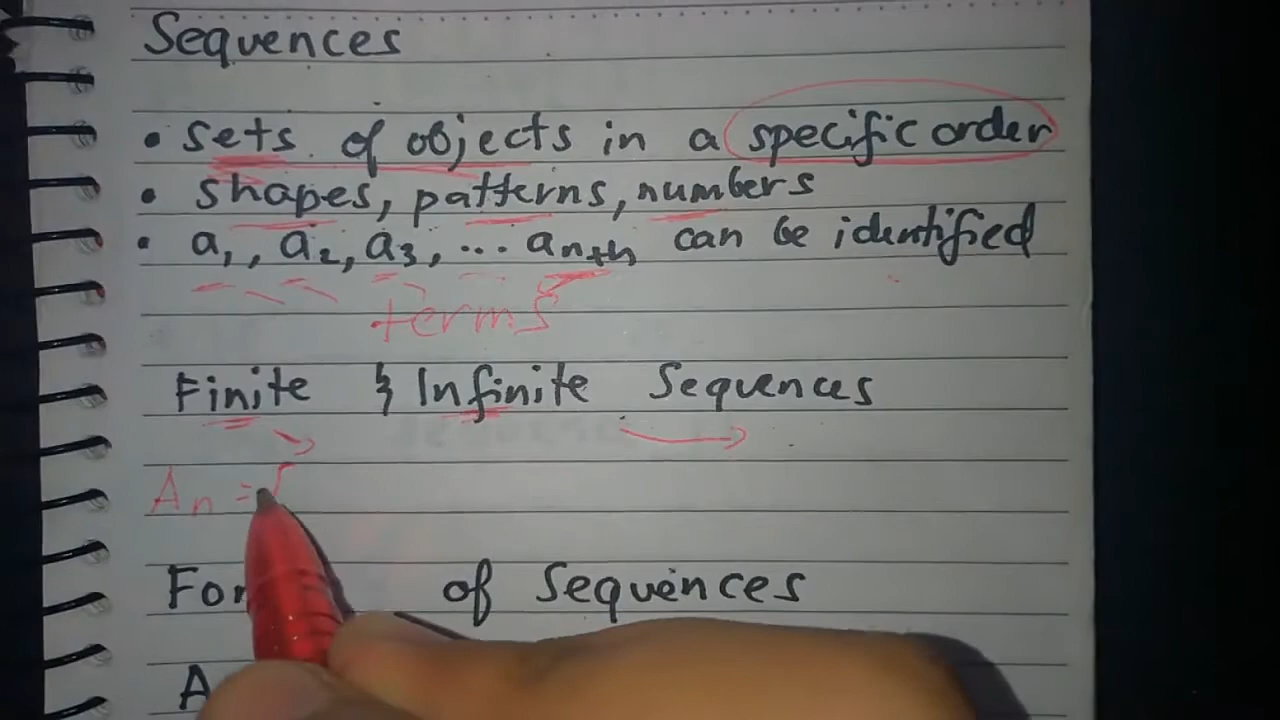 Sequences
• sets of objects in a specific order
• shapes, patterns, numbers
• a₁, a₂, a₃, ... aₙₜₕ can be identified
terms
Finite & Infinite Sequences
Aₙ =
of Sequences